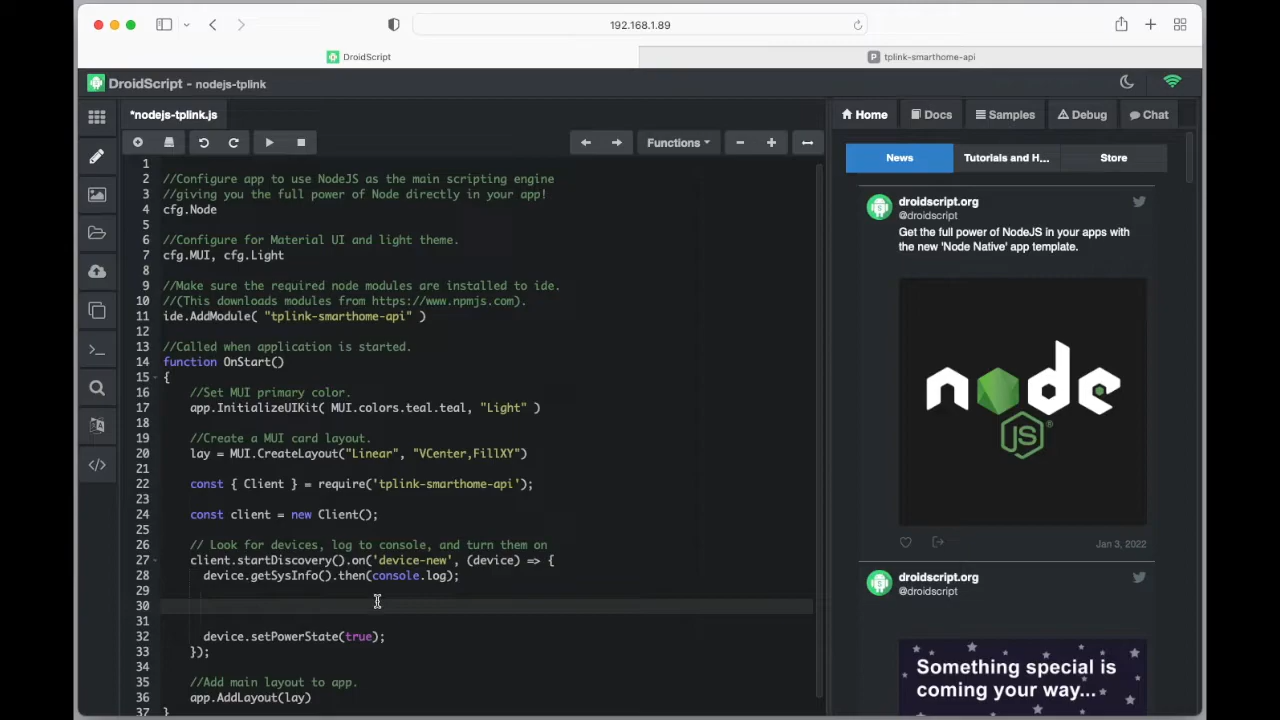 192.168.1.89
DroidScript
tplink-smarthome-api
DroidScript - nodejs-tplink
*nodejs-tplink.js
Functions
Home
Docs
Samples
Debug
Chat
News
Tutorials and H...
Store
1
2 //Configure app to use NodeJS as the main scripting engine
3 //giving you the full power of Node directly in your app!
4 cfg.Node
5
6 //Configure for Material UI and light theme.
7 cfg.MUI, cfg.Light
8
9 //Make sure the required node modules are installed to ide.
10 //(This downloads modules from https://www.npmjs.com).
11 ide.AddModule( "tplink-smarthome-api" )
12
13 //Called when application is started.
14 function OnStart()
15 {
16 //Set MUI primary color.
17 app.InitializeUIKit( MUI.colors.teal.teal, "Light" )
18
19 //Create a MUI card layout.
20 lay = MUI.CreateLayout("Linear", "VCenter,FillXY")
21
22 const { Client } = require('tplink-smarthome-api');
23
24 const client = new Client();
25
26 // Look for devices, log to console, and turn them on
27 client.startDiscovery().on('device-new', (device) => {
28 device.getSysInfo().then(console.log);
29
30
31
32 device.setPowerState(true);
33 });
34
35 //Add main layout to app.
36 app.AddLayout(lay)
37 }
droidscript.org
@droidscript
Get the full power of NodeJS in your apps with
the new 'Node Native' app template.
node
JS
Jan 3, 2022
droidscript.org
@droidscript
Something special is
coming your way...